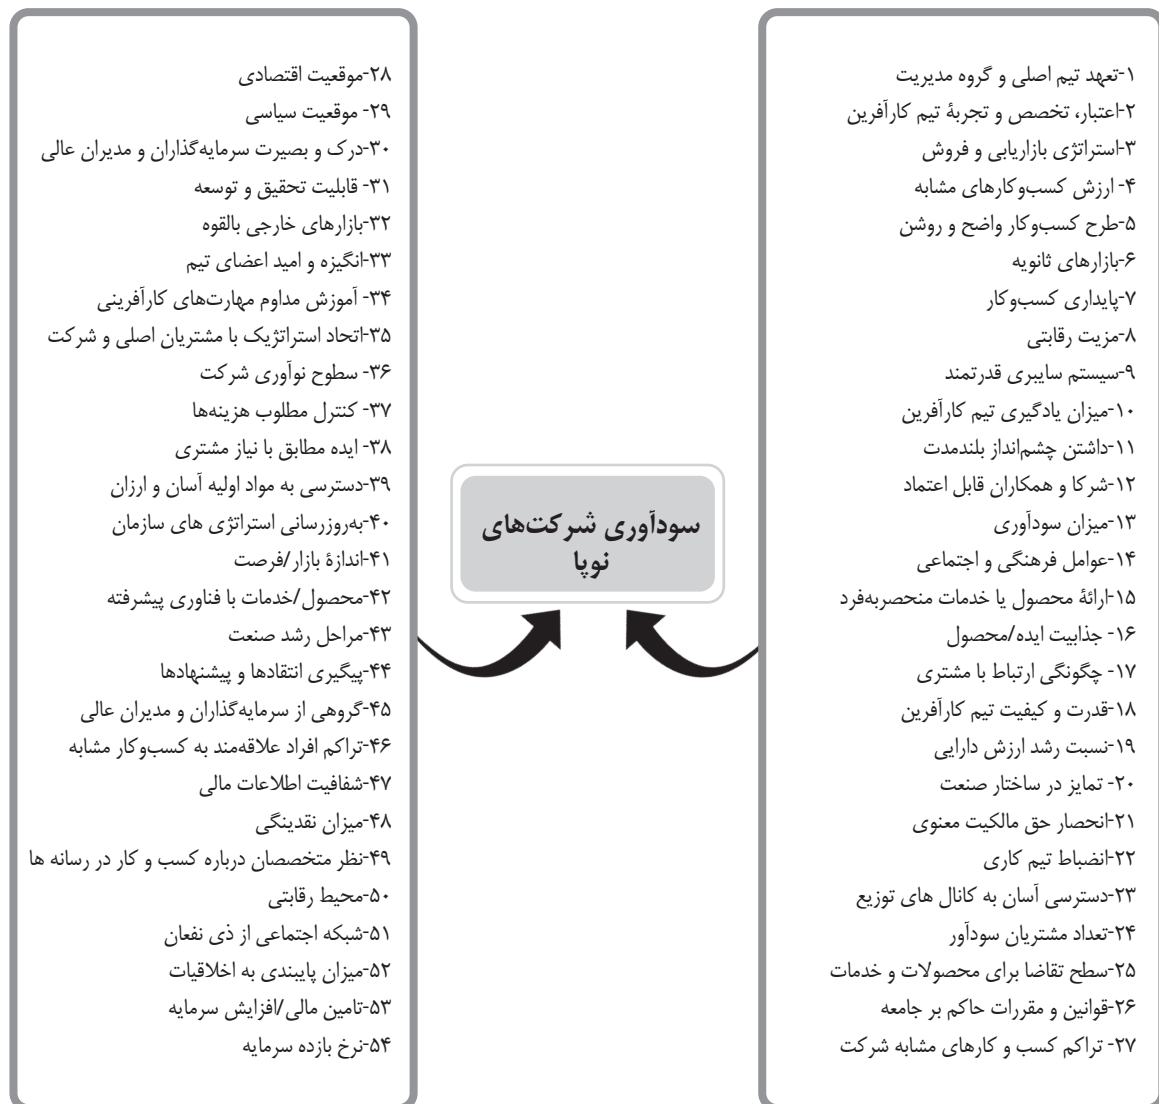 ۱-تعهد تیم اصلی و گروه مدیریت
۲-اعتبار، تخصص و تجربهٔ تیم کارآفرین
۳-استراتژی بازاریابی و فروش
۴- ارزش کسب‌وکارهای مشابه
۵-طرح کسب‌وکار واضح و روشن
۶-بازارهای ثانویه
۷-پایداری کسب‌وکار
۸-مزیت رقابتی
۹-سیستم سایبری قدرتمند
۱۰-میزان یادگیری تیم کارآفرین
۱۱-داشتن چشم‌انداز بلندمدت
۱۲-شرکا و همکاران قابل اعتماد
۱۳-میزان سودآوری
۱۴-عوامل فرهنگی و اجتماعی
۱۵-ارائهٔ محصول یا خدمات منحصربه‌فرد
۱۶- جذابیت ایده/محصول
۱۷- چگونگی ارتباط با مشتری
۱۸-قدرت و کیفیت تیم کارآفرین
۱۹-نسبت رشد ارزش دارایی
۲۰- تمایز در ساختار صنعت
۲۱-انحصار حق مالکیت معنوی
۲۲-انضباط تیم کاری
۲۳-دسترسی آسان به کانال های توزیع
۲۴-تعداد مشتریان سودآور
۲۵-سطح تقاضا برای محصولات و خدمات
۲۶-قوانین و مقررات حاکم بر جامعه
۲۷- تراکم کسب و کارهای مشابه شرکت
سودآوری شرکت‌های
نوپا
۲۸-موقعیت اقتصادی
۲۹- موقعیت سیاسی
۳۰-درک و بصیرت سرمایه‌گذاران و مدیران عالی
۳۱- قابلیت تحقیق و توسعه
۳۲-بازارهای خارجی بالقوه
۳۳-انگیزه و امید اعضای تیم
۳۴- آموزش مداوم مهارت‌های کارآفرینی
۳۵-اتحاد استراتژیک با مشتریان اصلی و شرکت
۳۶- سطوح نوآوری شرکت
۳۷- کنترل مطلوب هزینه‌ها
۳۸- ایده مطابق با نیاز مشتری
۳۹-دسترسی به مواد اولیه آسان و ارزان
۴۰-به‌روزرسانی استراتژی های سازمان
۴۱-اندازهٔ بازار/فرصت
۴۲-محصول/خدمات با فناوری پیشرفته
۴۳-مراحل رشد صنعت
۴۴-پیگیری انتقادها و پیشنهادها
۴۵-گروهی از سرمایه‌گذاران و مدیران عالی
۴۶-تراکم افراد علاقه‌مند به کسب‌وکار مشابه
۴۷-شفافیت اطلاعات مالی
۴۸-میزان نقدینگی
۴۹-نظر متخصصان درباره کسب و کار در رسانه ها
۵۰-محیط رقابتی
۵۱-شبکه اجتماعی از ذی نفعان
۵۲-میزان پایبندی به اخلاقیات
۵۳-تامین مالی/افزایش سرمایه
۵۴-نرخ بازده سرمایه